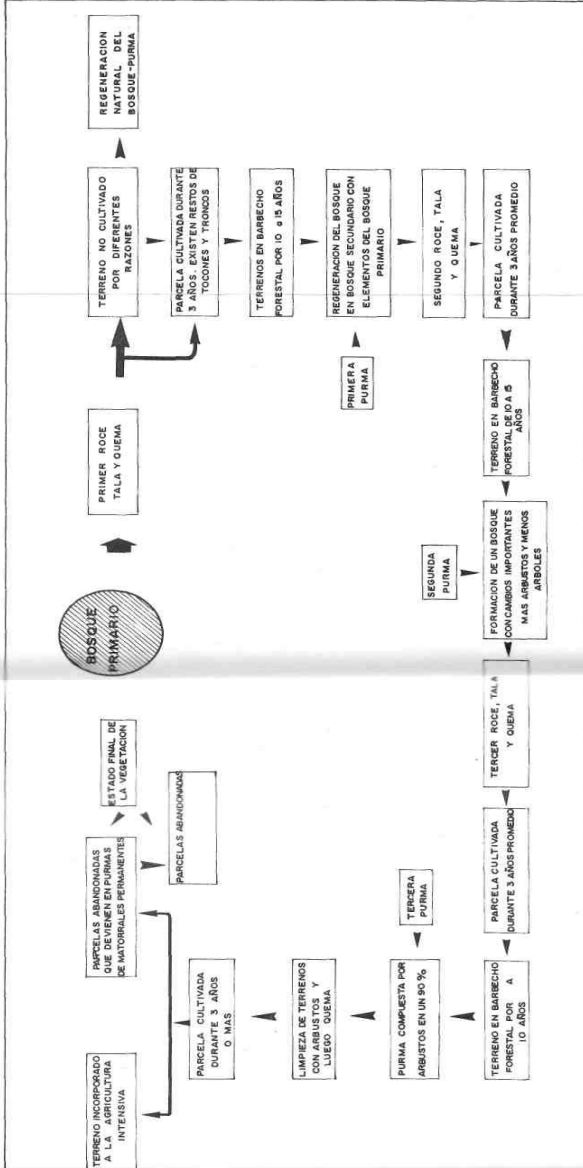 BOSQUE
PRIMARIO
PRIMER ROCE
TALA Y QUEMA
TERRENO NO CULTIVADO
POR DIFERENTES
RAZONES
REGENERACION
NATURAL DEL
BOSQUE-PURMA
PARCELA CULTIVADA DURANTE
3 AÑOS. EXISTEN RESTOS DE
TOCONES Y TRONCOS
TERRENOS EN BARBECHO
FORESTAL POR 10 a 15 AÑOS
PRIMERA
PURMA
REGENERACION DEL BOSQUE
EN BOSQUE SECUNDARIO CON
ELEMENTOS DEL BOSQUE
PRIMARIO
SEGUNDO ROCE, TALA
Y QUEMA
PARCELA CULTIVADA
DURANTE 3 AÑOS PROMEDIO
TERRENO EN BARBECHO
FORESTAL DE 10 A 15
AÑOS
SEGUNDA
PURMA
FORMACION DE UN BOSQUE
CON CAMBIOS IMPORTANTES
MAS ARBUSTOS Y MENOS
ARBOLES
TERCER ROCE, TALA
Y QUEMA
PARCELA CULTIVADA
DURANTE 3 AÑOS PROMEDIO
TERRENO EN BARBECHO
FORESTAL POR A
10 AÑOS
TERCERA
PURMA
PURMA COMPUESTA POR
ARBUSTOS EN UN 90 %
LIMPIEZA DE TERRENOS
CON ARBUSTOS Y
LUEGO QUEMA
PARCELA CULTIVADA
DURANTE 3 AÑOS
O MAS
TERRENO INCORPORADO
A LA AGRICULTURA
INTENSIVA
PARCELAS ABANDONADAS
QUE DEVIENEN EN PURMAS
DE MATORRALES PERMANENTES
ESTADO FINAL DE
LA VEGETACION
PARCELAS ABANDONADAS